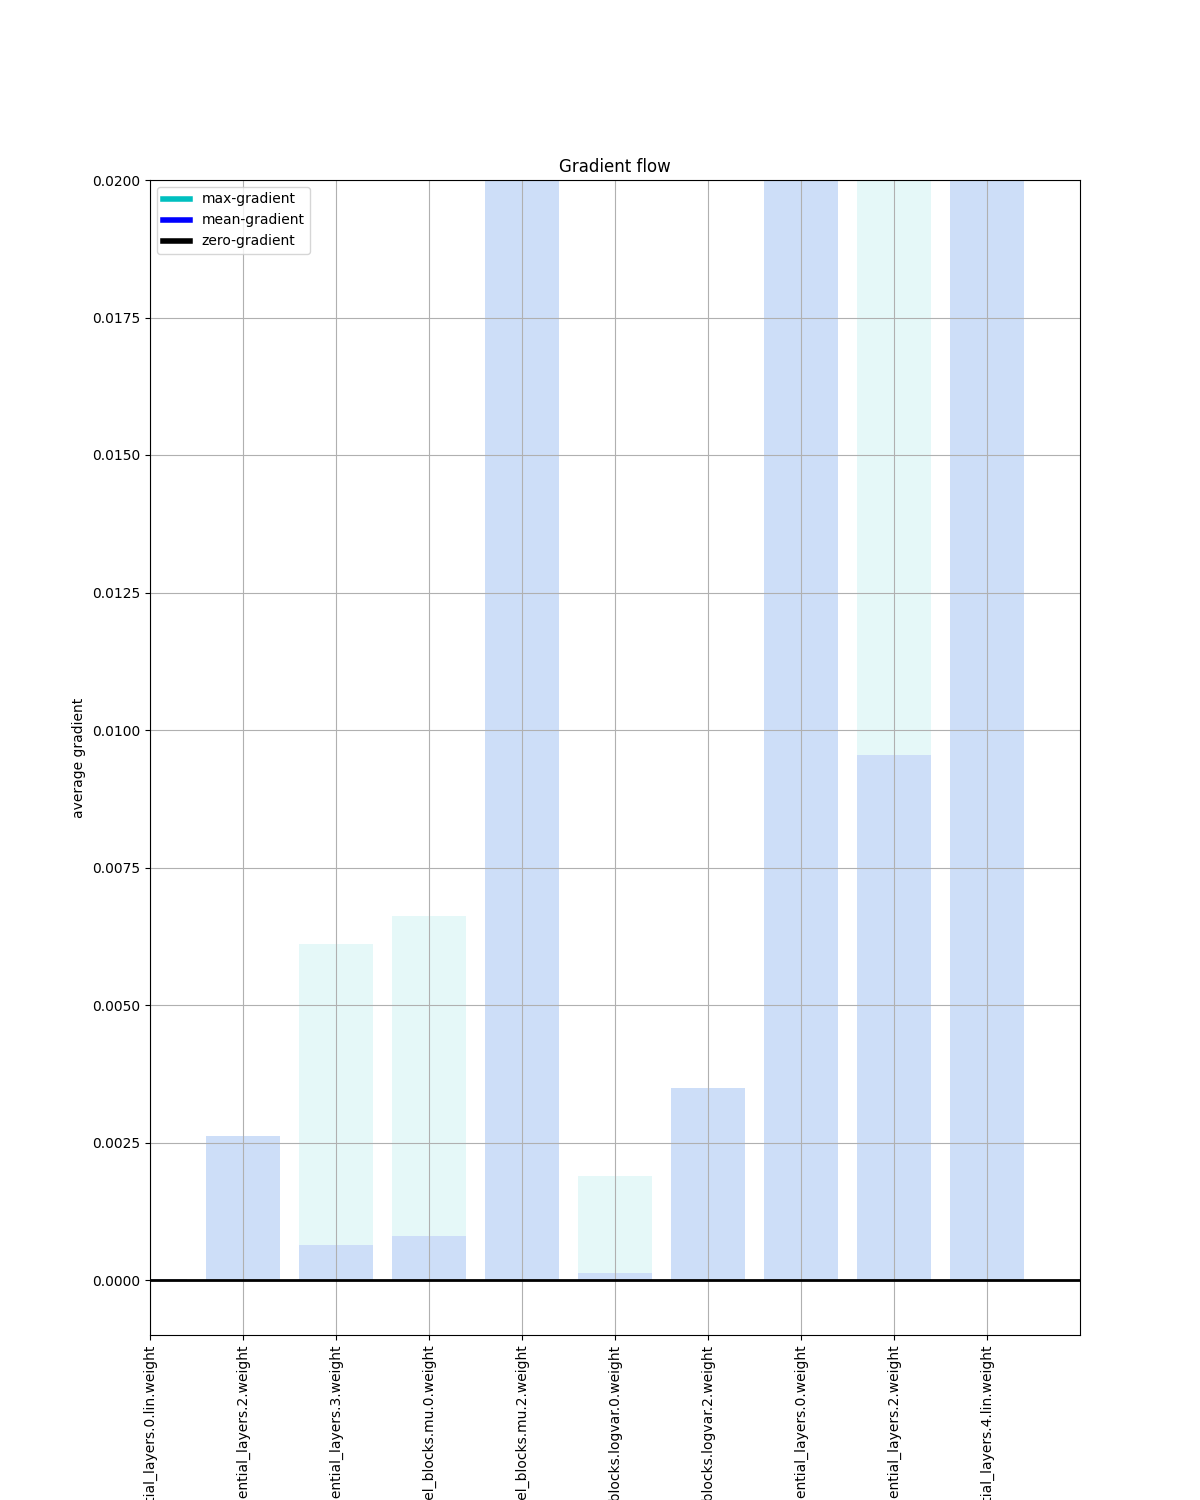 Gradient flow
max-gradient
mean-gradient
zero-gradient
0.0200
0.0175
0.0150
0.0125
0.0100
0.0075
0.0050
0.0025
0.0000
average gradient
tial_layers.0.lin.weight
ential_layers.2.weight
ential_layers.3.weight
el_blocks.mu.0.weight
el_blocks.mu.2.weight
blocks.logvar.0.weight
blocks.logvar.2.weight
ential_layers.0.weight
ential_layers.2.weight
tial_layers.4.lin.weight